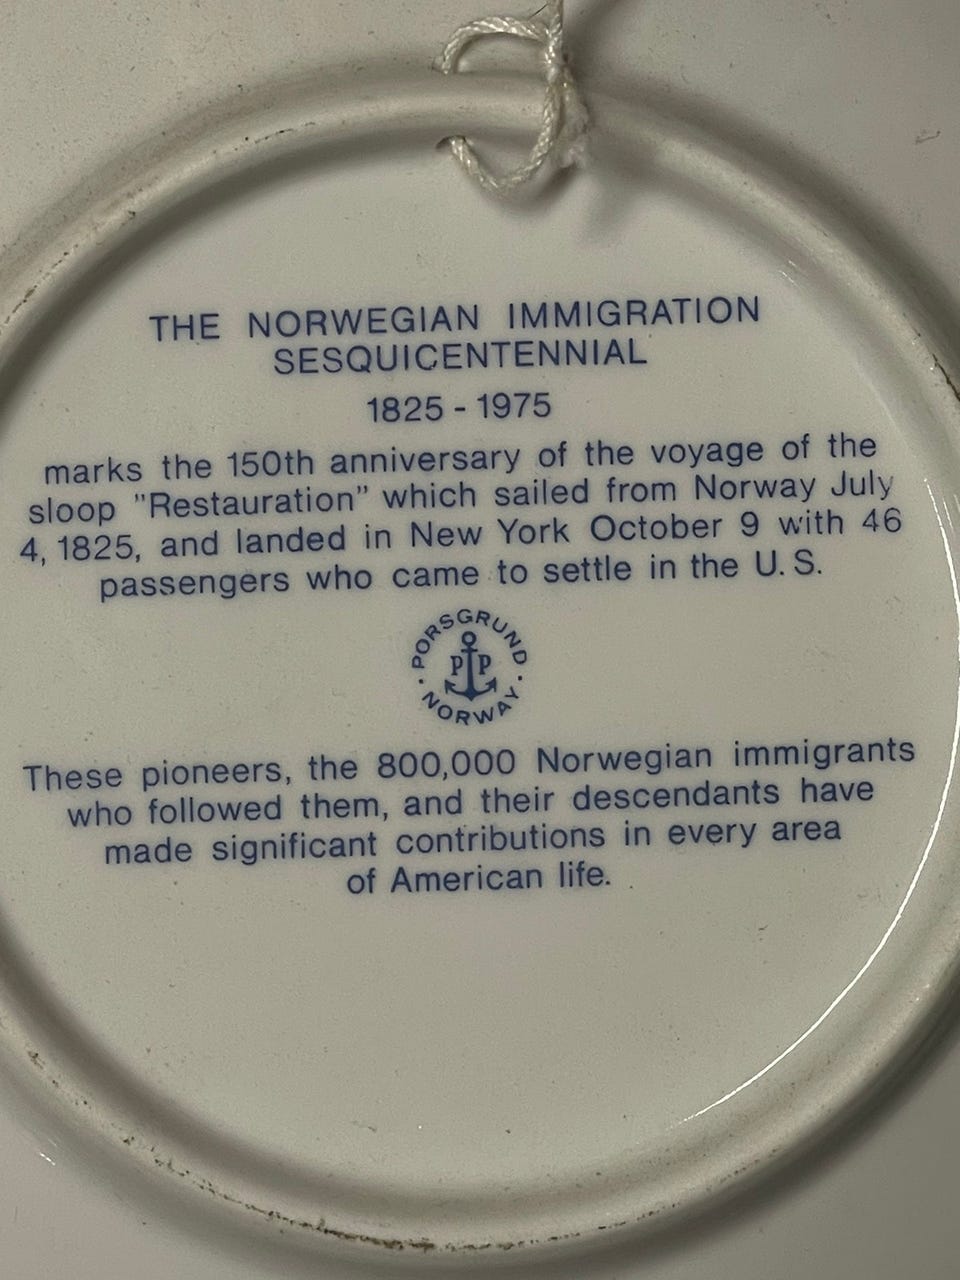 THE NORWEGIAN IMMIGRATION
SESQUICENTENNIAL
1825 - 1975
marks the 150th anniversary of the voyage of the
sloop "Restauration" which sailed from Norway July
4, 1825, and landed in New York October 9 with 46
passengers who came to settle in the U.S.
PORSGRUND
P P
· NORWAY ·
These pioneers, the 800,000 Norwegian immigrants
who followed them, and their descendants have
made significant contributions in every area
of American life.